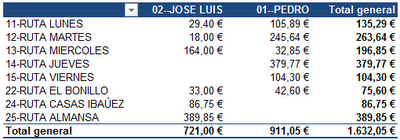 02--JOSE LUIS 01--PEDRO Total general
11-RUTA LUNES 29,40 € 105,89 € 135,29 €
12-RUTA MARTES 18,00 € 245,64 € 263,64 €
13-RUTA MIERCOLES 164,00 € 32,85 € 196,85 €
14-RUTA JUEVES 379,77 € 379,77 €
15-RUTA VIERNES 104,30 € 104,30 €
22-RUTA EL BONILLO 33,00 € 42,60 € 75,60 €
24-RUTA CASAS IBAÚEZ 86,75 € 86,75 €
25-RUTA ALMANSA 389,85 € 389,85 €
Total general 721,00 € 911,05 € 1.632,05 €